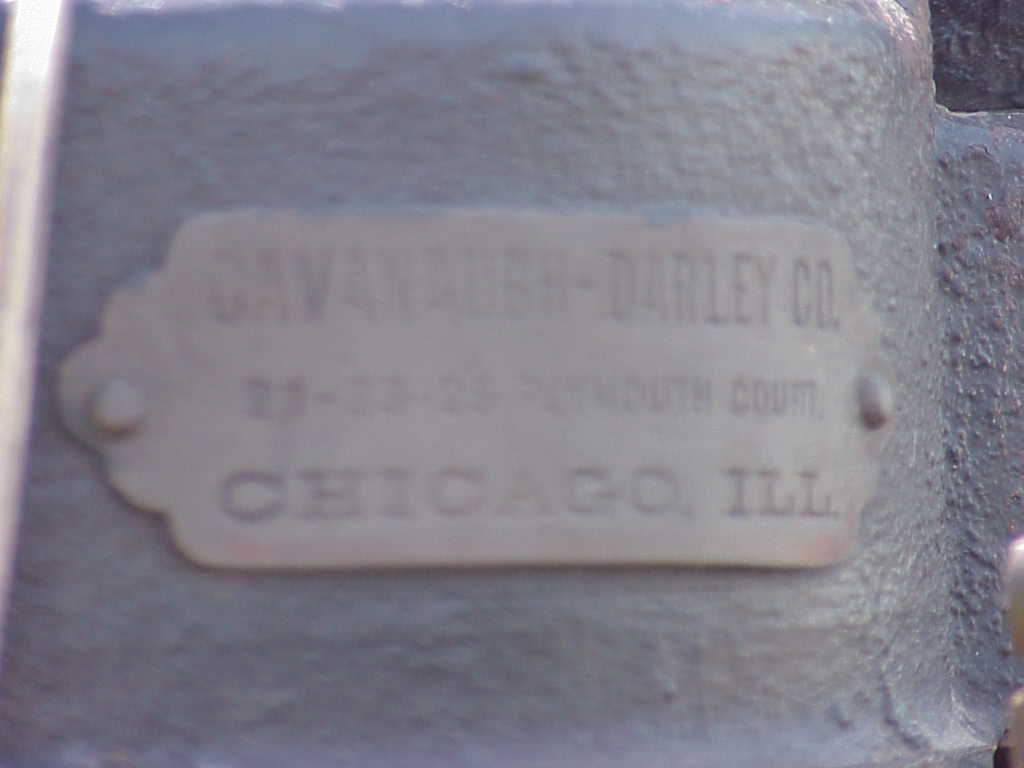 CAVANAUGH-DARLEY CO.
PLYMOUTH COURT,
CHICAGO, ILL.